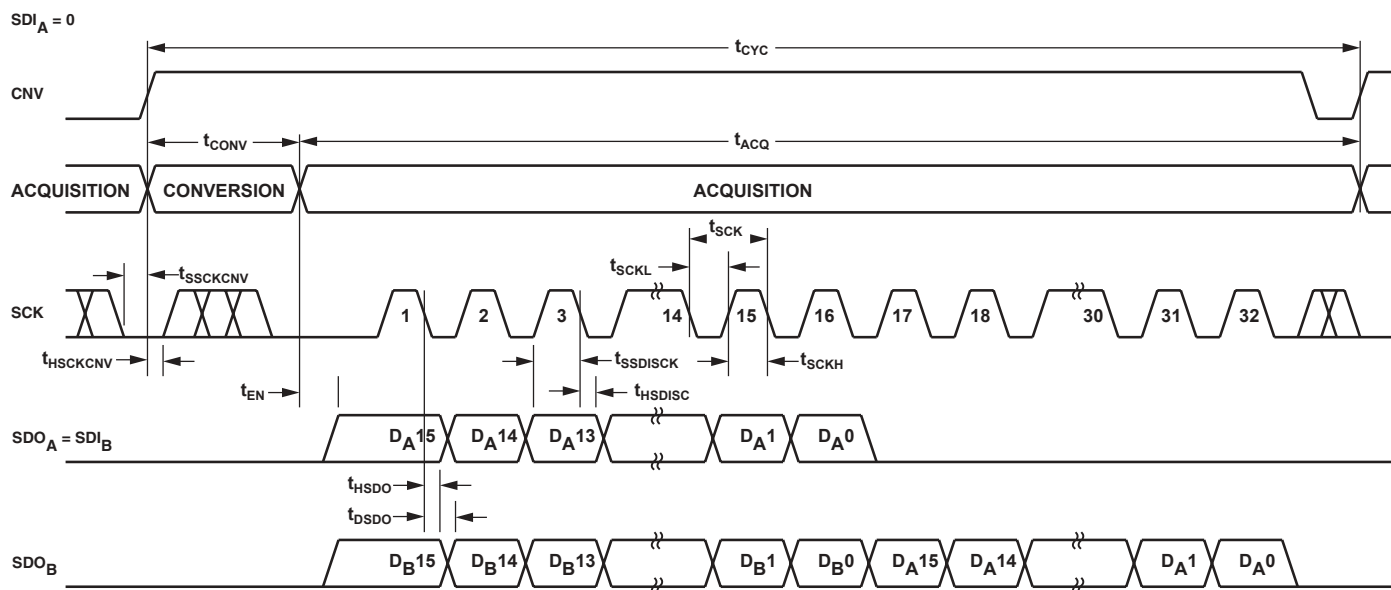 SDIA = 0
tCYC
CNV
tCONV
tACQ
ACQUISITION CONVERSION ACQUISITION
tSCK
tSSCKCNV
tSCKL
SCK
1 2 3 14 15 16 17 18 30 31 32
tHSCKCNV
tSSDISCK
tSCKH
tEN
tHSDISC
SDOA = SDIB
DA15 DA14 DA13 DA1 DA0
tHSDO
tDSDO
SDOB
DB15 DB14 DB13 DB1 DB0 DA15 DA14 DA1 DA0